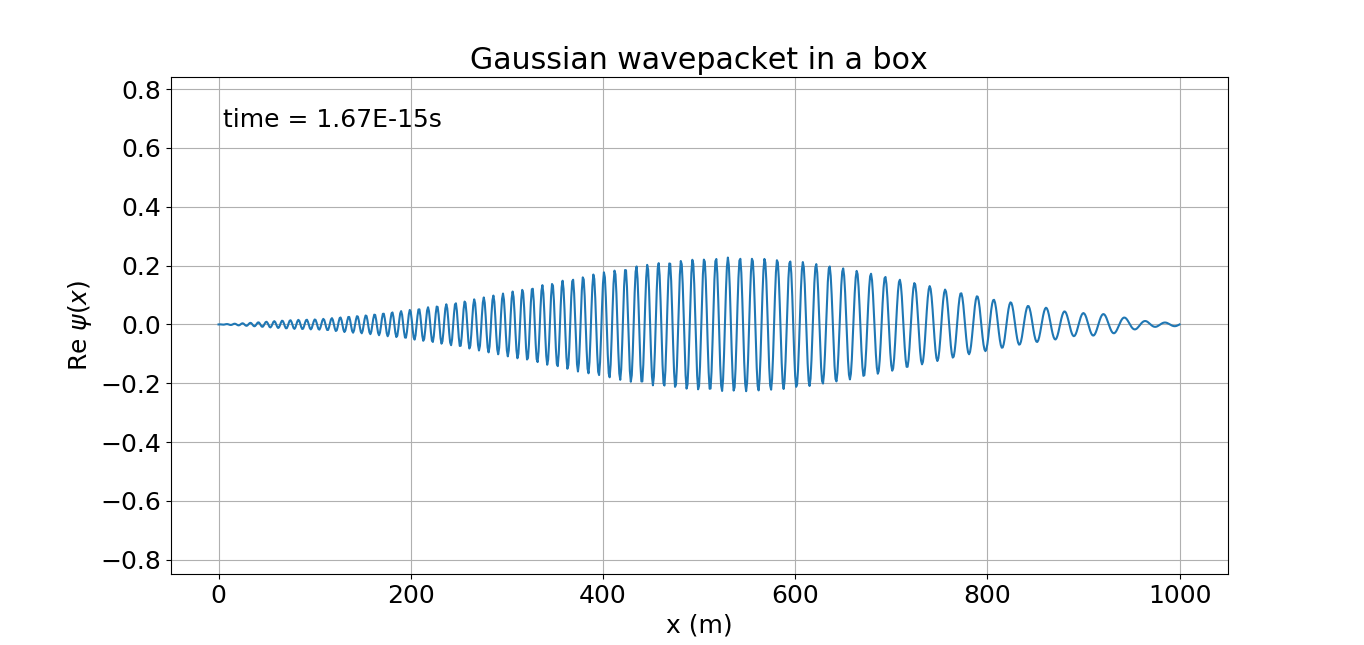 Gaussian wavepacket in a box
time = 1.67E-15s
0.8
0.6
0.4
0.2
0.0
−0.2
−0.4
−0.6
−0.8
Re ψ(x)
0 200 400 600 800 1000
x (m)